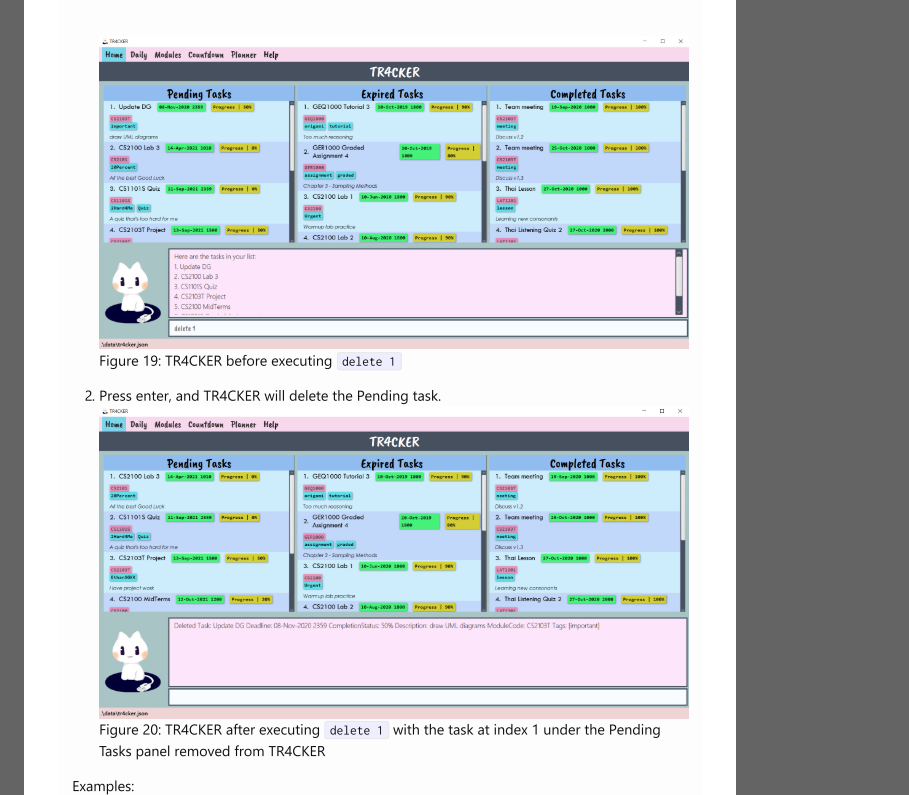 TR4CKER
Home Daily Modules Countdown Planner Help
TR4CKER
Pending Tasks
1. Update DG 08-Nov-2020 2359 Progress | 50%
CS2103T
important
draw UML diagrams
2. CS2100 Lab 3 14-Apr-2021 1010 Progress | 0%
CS2101
20Percent
All the best Good Luck
3. CS1101S Quiz 11-Sep-2021 2359 Progress | 0%
CS1101S
2Hard4Me Quiz
A quiz that's too hard for me
4. CS2103T Project 13-Sep-2021 1500 Progress | 30%
Expired Tasks
1. GEQ1000 Tutorial 3 10-Oct-2019 1000 Progress | 90%
GEQ1000
origami tutorial
Too much reasoning
2. GER1000 Graded
Assignment 4 20-Oct-2019
1000 Progress |
80%
GER1000
assignment graded
Chapter 3 - Sampling Methods
3. CS2100 Lab 1 10-Jun-2020 1000 Progress | 90%
CS2100
Urgent
Warmup lab practice
4. CS2100 Lab 2 10-Aug-2020 1000 Progress | 90%
Completed Tasks
1. Team meeting 19-Sep-2020 1000 Progress | 100%
CS2103T
meeting
Discuss v1.2
2. Team meeting 25-Oct-2020 1000 Progress | 100%
CS2103T
meeting
Discuss v1.3
3. Thai Lesson 27-Oct-2020 1000 Progress | 100%
LAT1201
lesson
Learning new consonants
4. Thai Listening Quiz 2 27-Oct-2020 1000 Progress | 100%
Here are the tasks in your list:
1. Update DG
2. CS2100 Lab 3
3. CS1101S Quiz
4. CS2103T Project
5. CS2100 MidTerms
delete 1
.\data\tr4cker.json
Figure 19: TR4CKER before executing delete 1
2. Press enter, and TR4CKER will delete the Pending task.
TR4CKER
Home Daily Modules Countdown Planner Help
TR4CKER
Pending Tasks
1. CS2100 Lab 3 14-Apr-2021 1010 Progress | 0%
CS2101
20Percent
All the best Good Luck
2. CS1101S Quiz 11-Sep-2021 2359 Progress | 0%
CS1101S
2Hard4Me Quiz
A quiz that's too hard for me
3. CS2103T Project 13-Sep-2021 1500 Progress | 30%
CS2103T
I love project work
4. CS2100 MidTerms 12-Oct-2021 1200 Progress | 30%
Expired Tasks
1. GEQ1000 Tutorial 3 10-Oct-2019 1000 Progress | 90%
GEQ1000
origami tutorial
Too much reasoning
2. GER1000 Graded
Assignment 4 20-Oct-2019
1000 Progress |
80%
GER1000
assignment graded
Chapter 3 - Sampling Methods
3. CS2100 Lab 1 10-Jun-2020 1000 Progress | 90%
CS2100
Urgent
Warmup lab practice
4. CS2100 Lab 2 10-Aug-2020 1000 Progress | 90%
Completed Tasks
1. Team meeting 19-Sep-2020 1000 Progress | 100%
CS2103T
meeting
Discuss v1.2
2. Team meeting 25-Oct-2020 1000 Progress | 100%
CS2103T
meeting
Discuss v1.3
3. Thai Lesson 27-Oct-2020 1000 Progress | 100%
LAT1201
lesson
Learning new consonants
4. Thai Listening Quiz 2 27-Oct-2020 1000 Progress | 100%
Deleted Task: Update DG Deadline: 08-Nov-2020 2359 CompletionStatus: 50% Description: draw UML diagrams ModuleCode: CS2103T Tags: [important]
.\data\tr4cker.json
Figure 20: TR4CKER after executing delete 1 with the task at index 1 under the Pending
Tasks panel removed from TR4CKER
Examples: